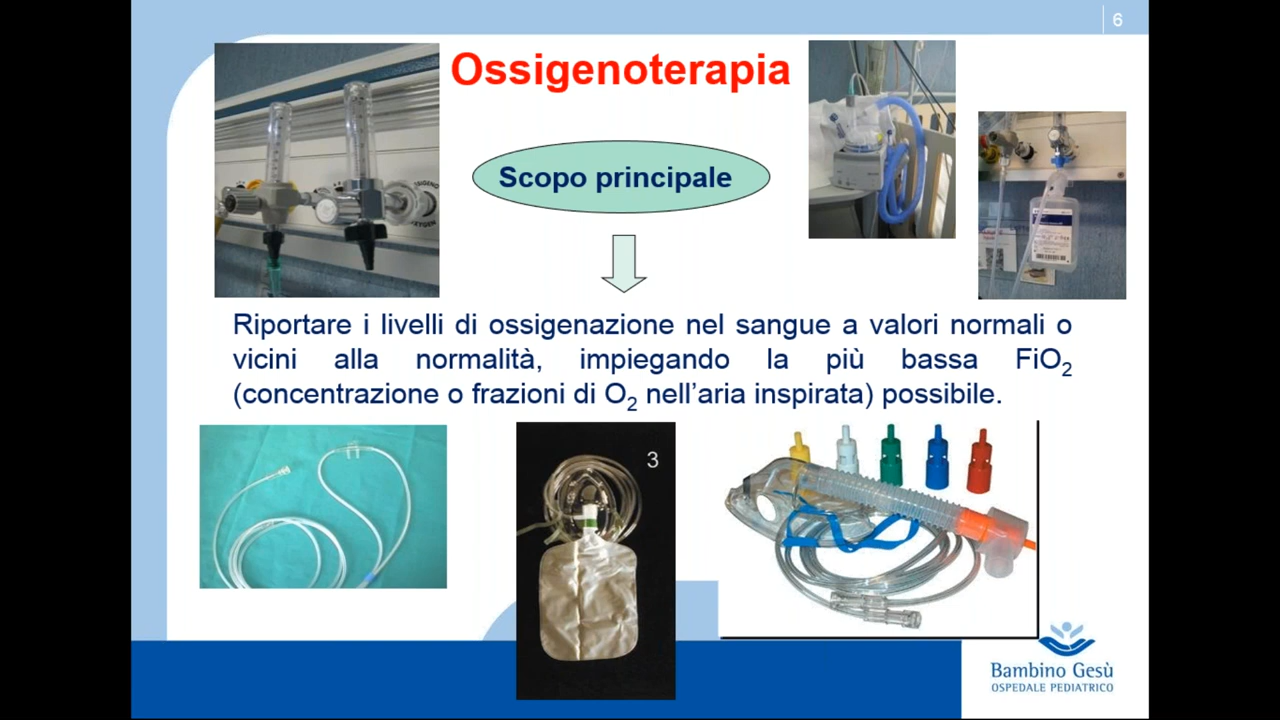 6
Ossigenoterapia
Scopo principale
Riportare i livelli di ossigenazione nel sangue a valori normali o
vicini alla normalità, impiegando la più bassa FiO₂
(concentrazione o frazioni di O₂ nell’aria inspirata) possibile.
3
Bambino Gesù
OSPEDALE PEDIATRICO